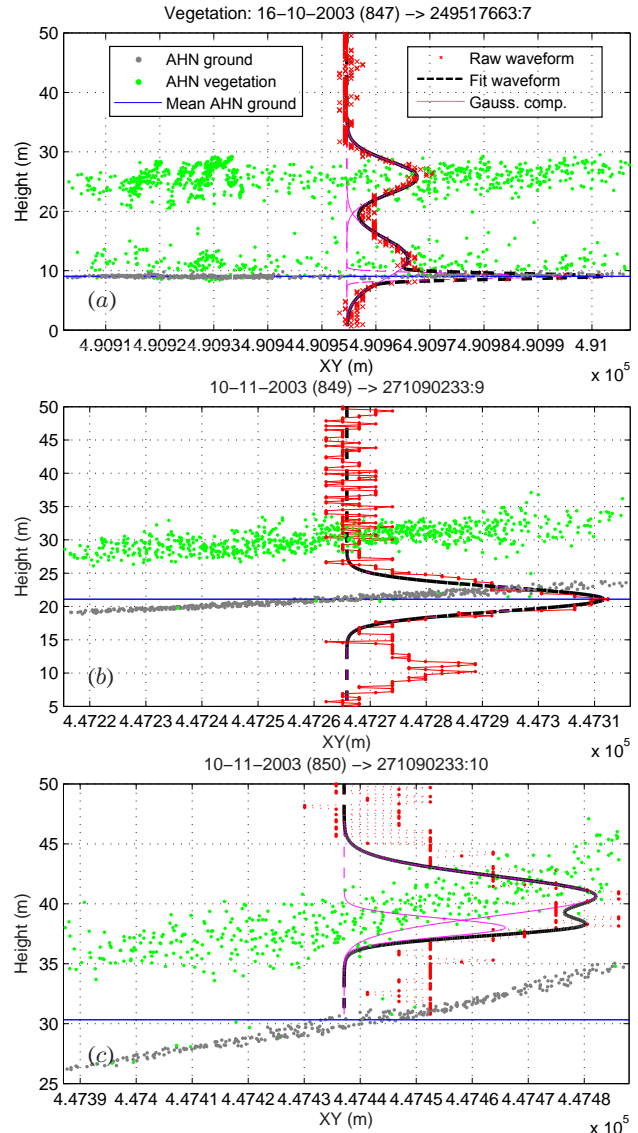 Vegetation: 16−10−2003 (847) −> 249517663:7
50
40
30
20
10
0
Height (m)
AHN ground
AHN vegetation
Mean AHN ground
Raw waveform
Fit waveform
Gauss. comp.
(a)
4.9091 4.9092 4.9093 4.9094 4.9095 4.9096 4.9097 4.9098 4.9099 4.91
XY (m)
x 10^5
10−11−2003 (849) −> 271090233:9
50
45
40
35
30
25
20
15
10
5
Height (m)
(b)
4.4722 4.4723 4.4724 4.4725 4.4726 4.4727 4.4728 4.4729 4.473 4.4731
XY(m)
x 10^5
10−11−2003 (850) −> 271090233:10
50
45
40
35
30
25
Height (m)
(c)
4.4739 4.474 4.4741 4.4742 4.4743 4.4744 4.4745 4.4746 4.4747 4.4748
XY (m)
x 10^5